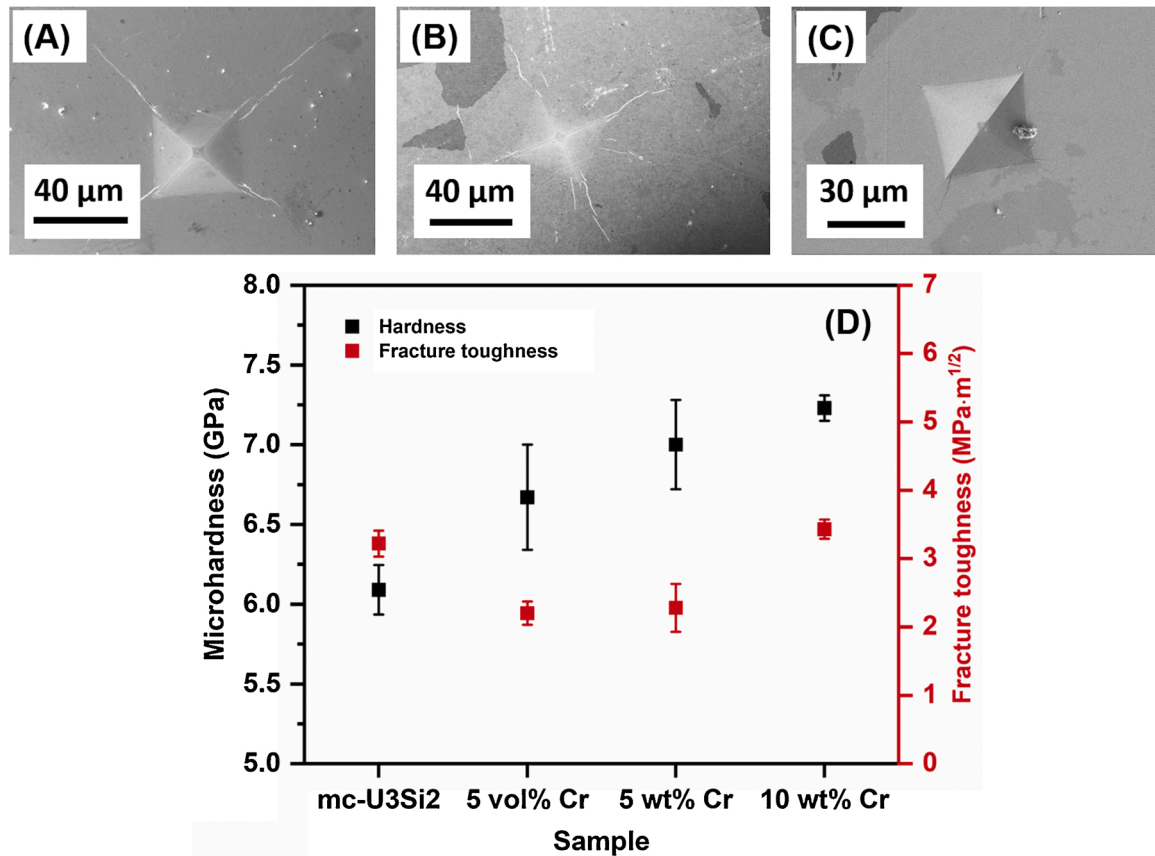 (A)
40 µm
(B)
40 µm
(C)
30 µm
(D)
Hardness
Fracture toughness
Microhardness (GPa)
8.0
7.5
7.0
6.5
6.0
5.5
5.0
7
6
5
4
3
2
1
0
Fracture toughness (MPa·m^1/2)
mc-U3Si2 5 vol% Cr 5 wt% Cr 10 wt% Cr
Sample